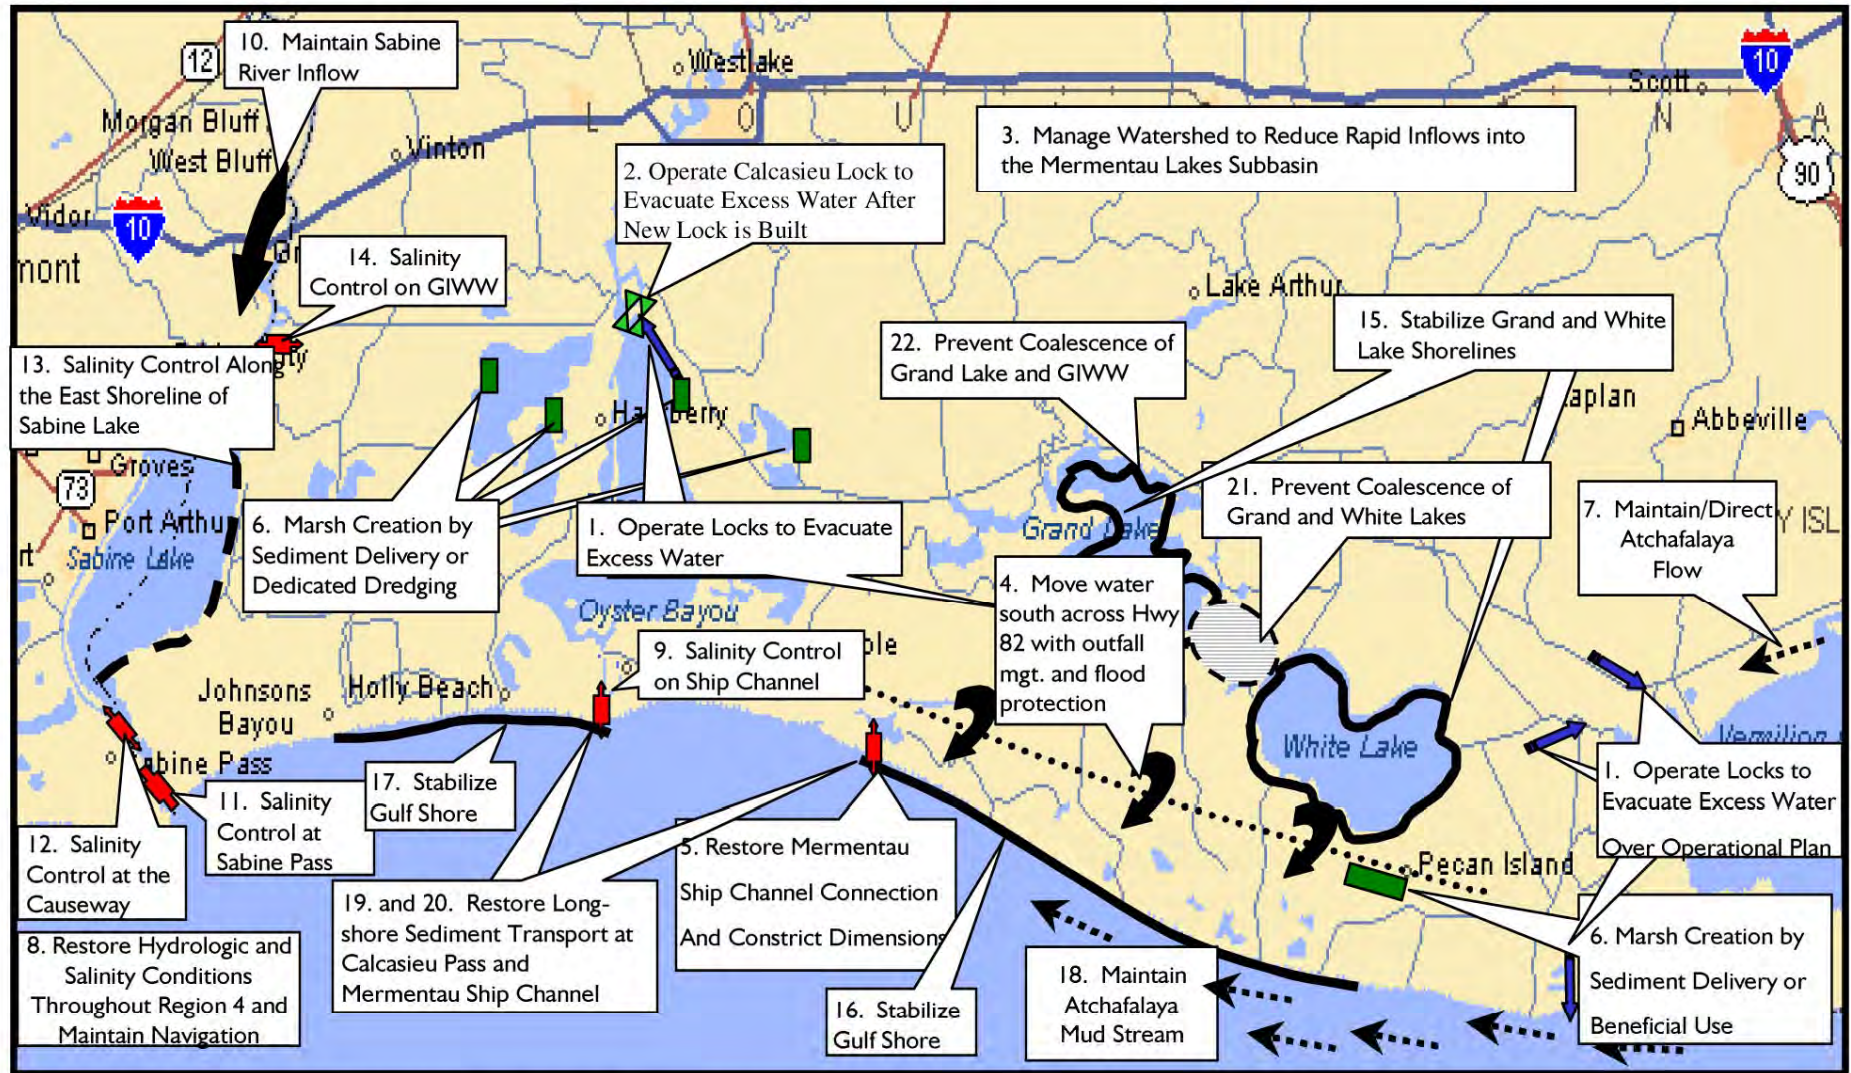 10. Maintain Sabine
River Inflow
12
Westlake
10
Scott
Morgan Bluff
West Bluff
Vinton
L
O
U
N
A
3. Manage Watershed to Reduce Rapid Inflows into
the Mermentau Lakes Subbasin
90
2. Operate Calcasieu Lock to
Evacuate Excess Water After
New Lock is Built
Vidor
10
mont
14. Salinity
Control on GIWW
Lake Arthur
15. Stabilize Grand and White
Lake Shorelines
22. Prevent Coalescence of
Grand Lake and GIWW
13. Salinity Control Along
the East Shoreline of
Sabine Lake
aplan
Abbeville
Groves
73
Port Arthur
Sabine Lake
6. Marsh Creation by
Sediment Delivery or
Dedicated Dredging
1. Operate Locks to Evacuate
Excess Water
Grand Lake
21. Prevent Coalescence of
Grand and White Lakes
7. Maintain/Direct
Atchafalaya
Flow
Y ISL
4. Move water
south across Hwy
82 with outfall
mgt. and flood
protection
Oyster Bayou
9. Salinity Control
on Ship Channel
ole
Johnsons
Bayou
Holly Beach
White Lake
abine Pass
17. Stabilize
Gulf Shore
11. Salinity
Control at
Sabine Pass
12. Salinity
Control at the
Causeway
1. Operate Locks to
Evacuate Excess Water
Over Operational Plan
Pecan Island
5. Restore Mermentau
Ship Channel Connection
And Constrict Dimensions
19. and 20. Restore Long-
shore Sediment Transport at
Calcasieu Pass and
Mermentau Ship Channel
8. Restore Hydrologic and
Salinity Conditions
Throughout Region 4 and
Maintain Navigation
16. Stabilize
Gulf Shore
18. Maintain
Atchafalaya
Mud Stream
6. Marsh Creation by
Sediment Delivery or
Beneficial Use